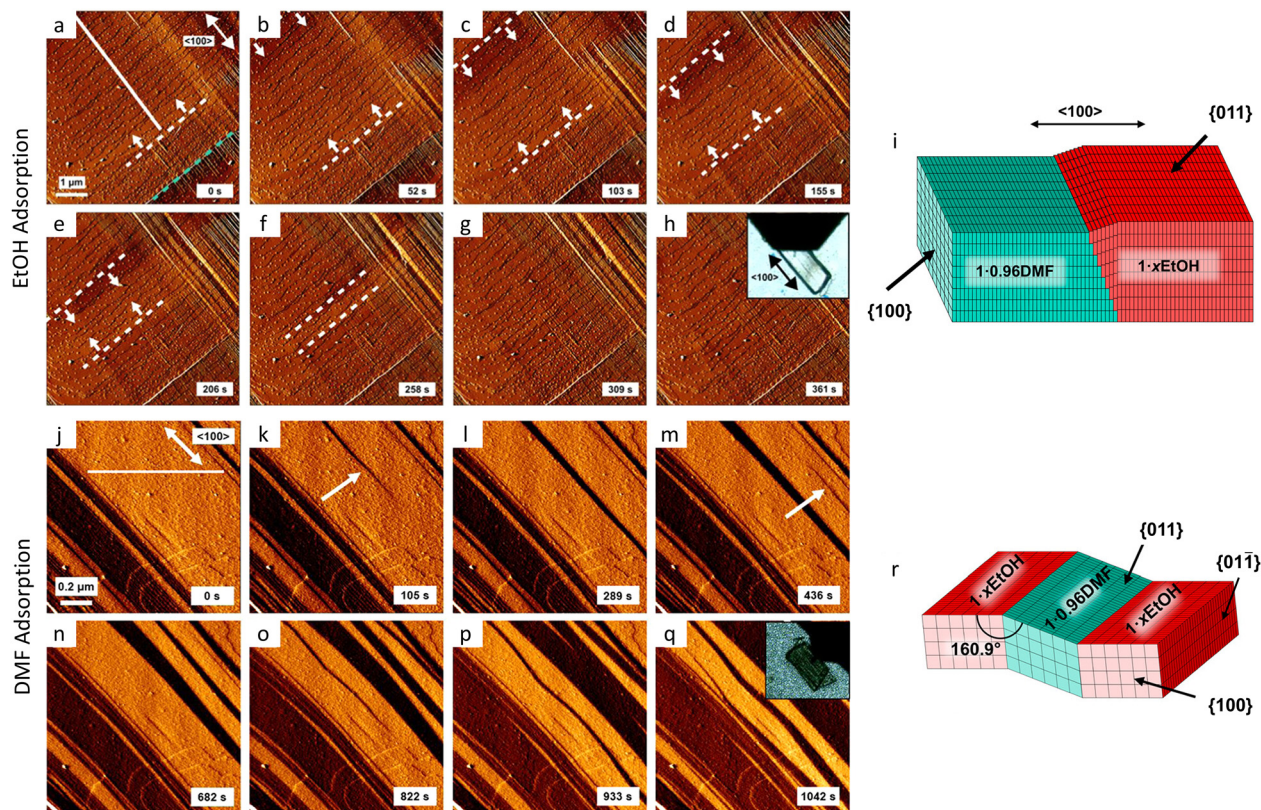 EtOH Adsorption
a
<100>
1 µm
0 s
b
52 s
c
103 s
d
155 s
e
206 s
f
258 s
g
309 s
h
<100>
361 s
i
<100>
{011}
1·0.96DMF
1·xEtOH
{100}
DMF Adsorption
j
<100>
0.2 µm
0 s
k
105 s
l
289 s
m
436 s
n
682 s
o
822 s
p
933 s
q
1042 s
r
{011}
{011̅}
1·xEtOH
1·0.96DMF
1·xEtOH
160.9°
{100}